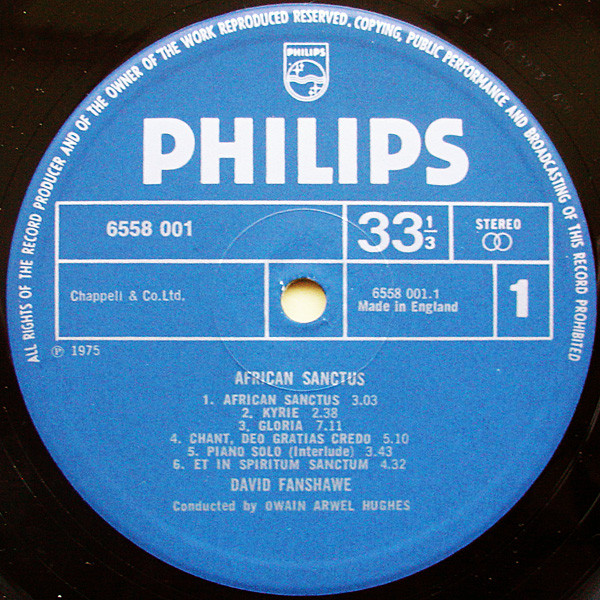 ALL RIGHTS OF THE RECORD PRODUCER AND OF THE OWNER OF THE WORK REPRODUCED RESERVED. COPYING, PUBLIC PERFORMANCE AND BROADCASTING OF THIS RECORD PROHIBITED
PHILIPS
PHILIPS
6558 001
33 1/3
STEREO
Chappell & Co.Ltd.
6558 001.1
Made in England
1
Ⓟ 1975
AFRICAN SANCTUS
1. AFRICAN SANCTUS 3.03
2. KYRIE 2.38
3. GLORIA 7.11
4. CHANT, DEO GRATIAS CREDO 5.10
5. PIANO SOLO (Interlude) 3.43
6. ET IN SPIRITUM SANCTUM 4.32
DAVID FANSHAWE
Conducted by OWAIN ARWEL HUGHES